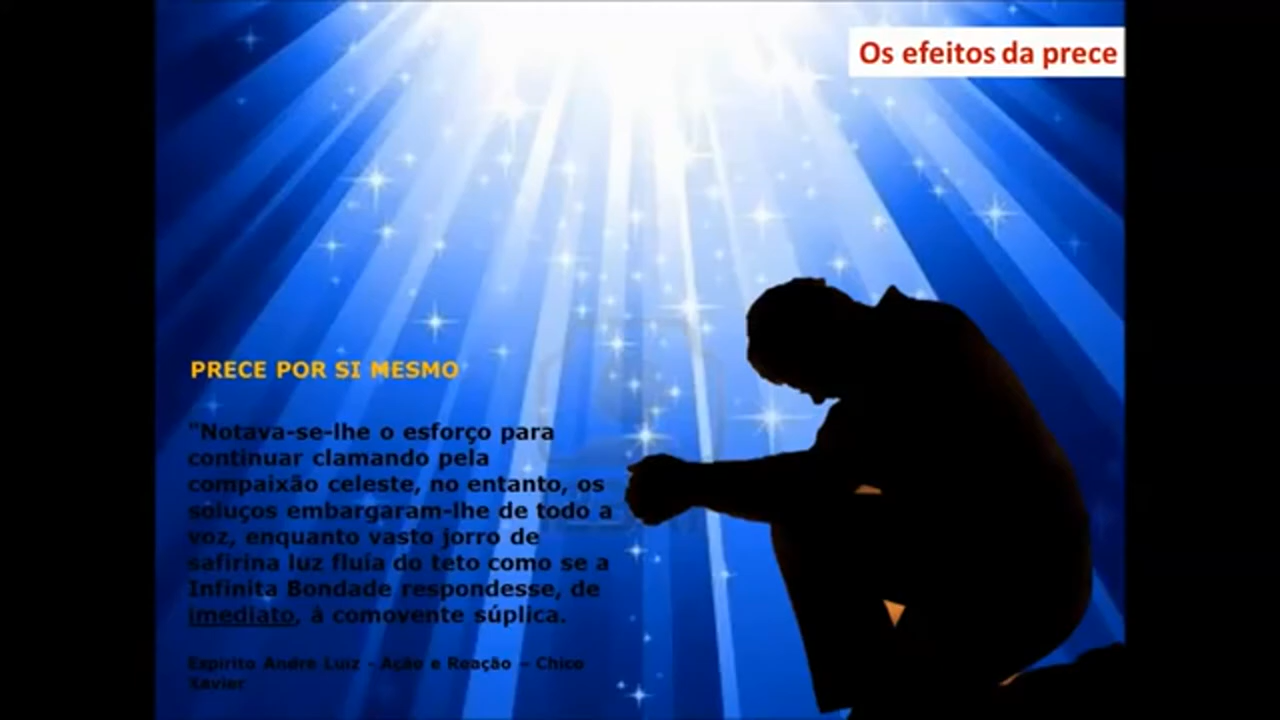 Os efeitos da prece
PRECE POR SI MESMO
"Notava-se-lhe o esforço para
continuar clamando pela
compaixão celeste, no entanto, os
soluços embargaram-lhe de todo a
voz, enquanto vasto jorro de
safirina luz fluía do teto como se a
Infinita Bondade respondesse, de
imediato, à comovente súplica.
Espírito André Luiz - Ação e Reação – Chico
Xavier